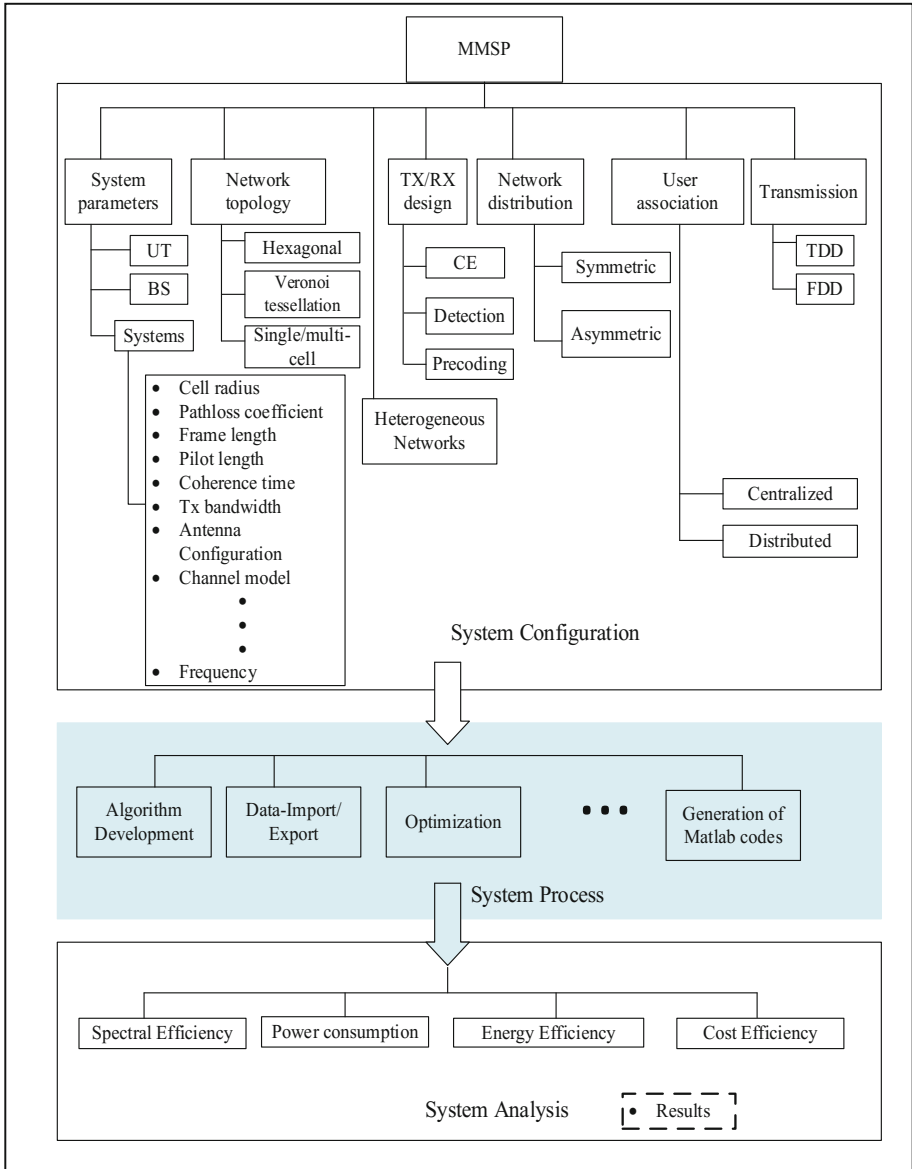 MMSP
System
parameters
UT
BS
Systems
• Cell radius
• Pathloss coefficient
• Frame length
• Pilot length
• Coherence time
• Tx bandwidth
• Antenna
Configuration
• Channel model
•
•
•
• Frequency
Network
topology
Hexagonal
Veronoi
tessellation
Single/multi-
cell
Heterogeneous
Networks
TX/RX
design
CE
Detection
Precoding
Network
distribution
Symmetric
Asymmetric
User
association
Centralized
Distributed
Transmission
TDD
FDD
System Configuration
Algorithm
Development
Data-Import/
Export
Optimization
• • •
Generation of
Matlab codes
System Process
Spectral Efficiency
Power consumption
Energy Efficiency
Cost Efficiency
System Analysis
• Results